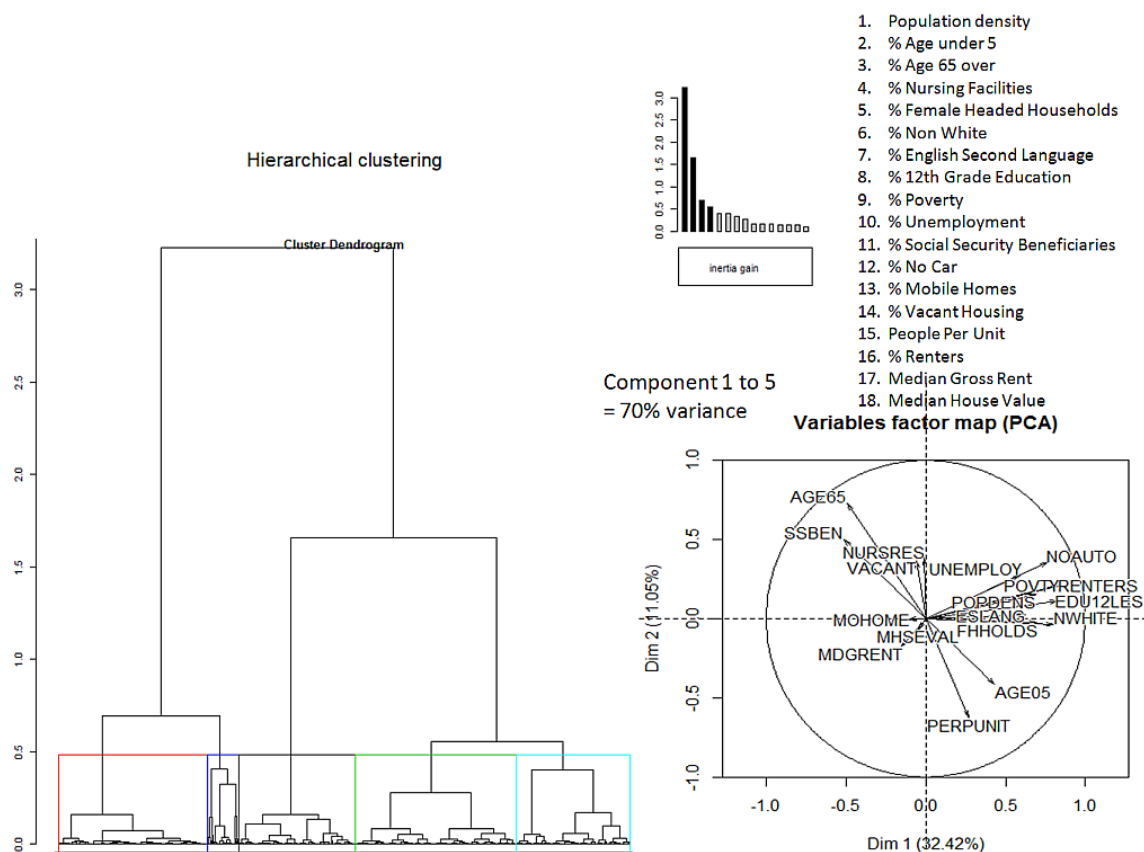 1. Population density
2. % Age under 5
3. % Age 65 over
4. % Nursing Facilities
5. % Female Headed Households
6. % Non White
7. % English Second Language
8. % 12th Grade Education
9. % Poverty
10. % Unemployment
11. % Social Security Beneficiaries
12. % No Car
13. % Mobile Homes
14. % Vacant Housing
15. People Per Unit
16. % Renters
17. Median Gross Rent
18. Median House Value
3.0
2.5
2.0
1.5
1.0
0.5
0.0
inertia gain
Hierarchical clustering
Cluster Dendrogram
3.0
2.5
2.0
1.5
1.0
0.5
0.0
Component 1 to 5
= 70% variance
Variables factor map (PCA)
Dim 2 (11.05%)
1.0
0.5
0.0
-0.5
-1.0
AGE65
SSBEN
NURSRES
VACANT
UNEMPLOY
NOAUTO
POVTY
RENTERS
POPDENS
EDU12LES
ESLANG
NWHITE
MOHOME
FHHOLDS
MHSEVAL
MDGRENT
AGE05
PERPUNIT
-1.0 -0.5 0.0 0.5 1.0
Dim 1 (32.42%)